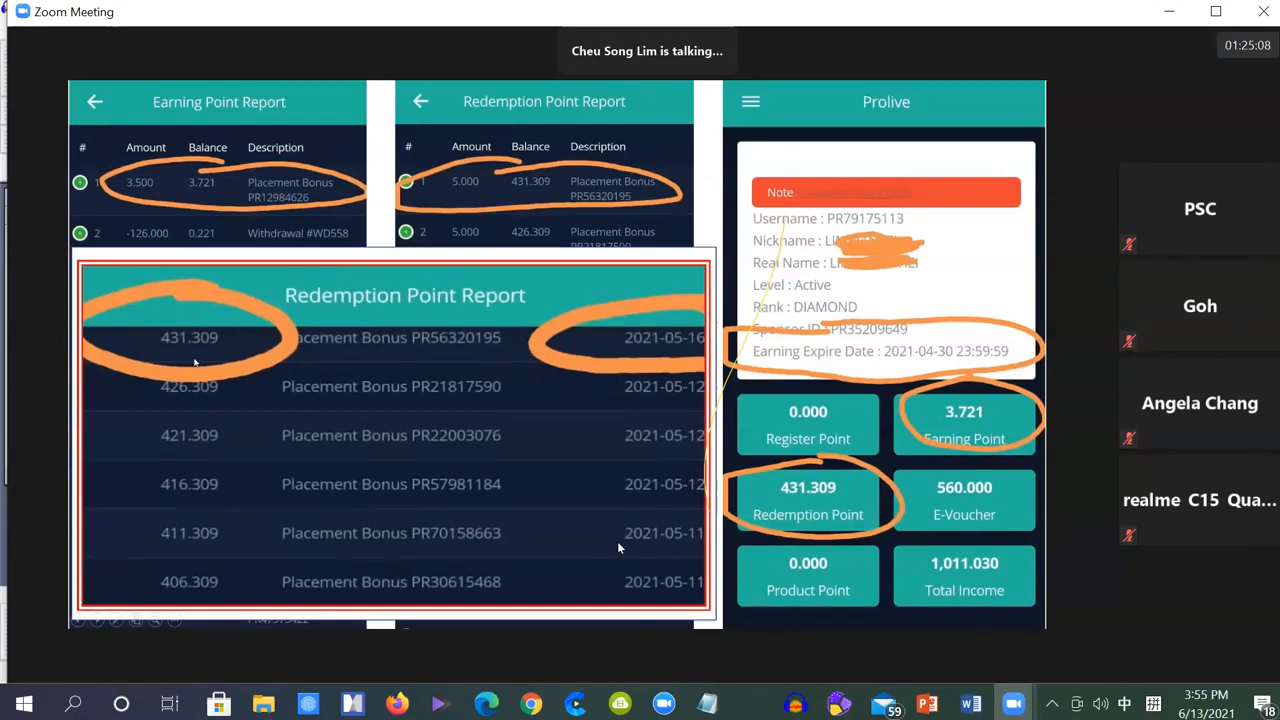 Zoom Meeting
Cheu Song Lim is talking...
01:25:08
Earning Point Report
# Amount Balance Description
1 3.500 3.721 Placement Bonus
PR12984626
2 -126.000 0.221 Withdrawal #WD558
Redemption Point Report
# Amount Balance Description
1 5.000 431.309 Placement Bonus
PR56320195
2 5.000 426.309 Placement Bonus
PR21817590
Redemption Point Report
431.309 Placement Bonus PR56320195 2021-05-16
426.309 Placement Bonus PR21817590 2021-05-12
421.309 Placement Bonus PR22003076 2021-05-12
416.309 Placement Bonus PR57981184 2021-05-12
411.309 Placement Bonus PR70158663 2021-05-11
406.309 Placement Bonus PR30615468 2021-05-11
Prolive
Note
Username : PR79175113
Nickname :
Real Name :
Level : Active
Rank : DIAMOND
Sponsor ID : PR35209649
Earning Expire Date : 2021-04-30 23:59:59
0.000
Register Point
3.721
Earning Point
431.309
Redemption Point
560.000
E-Voucher
0.000
Product Point
1,011.030
Total Income
PSC
Goh
Angela Chang
realme C15 Qua...
59
中
拼
3:55 PM
6/13/2021
18